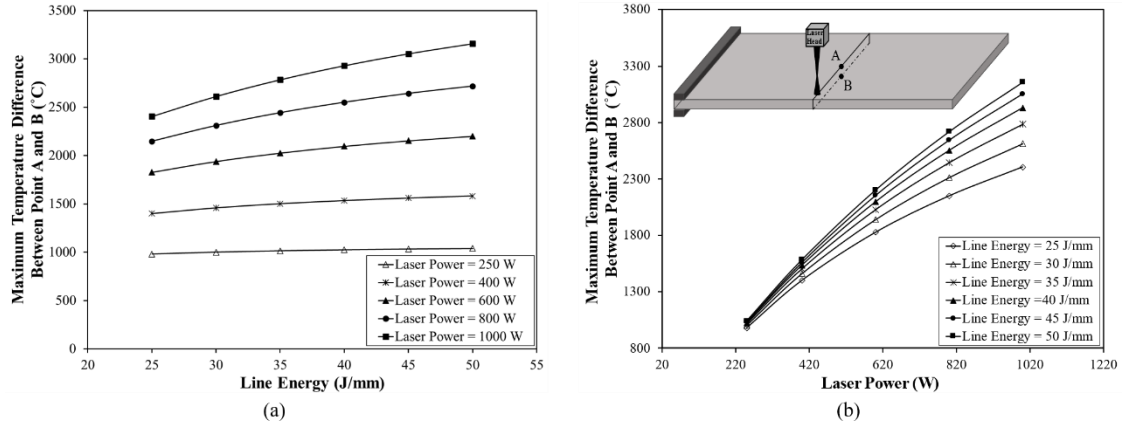 Maximum Temperature Difference
Between Point A and B (˚C)
3500
3000
2500
2000
1500
1000
500
0
20 25 30 35 40 45 50 55
Line Energy (J/mm)
Laser Power = 250 W
Laser Power = 400 W
Laser Power = 600 W
Laser Power = 800 W
Laser Power = 1000 W
(a)
Maximum Temperature Difference
Between Point A and B (˚C)
3800
3300
2800
2300
1800
1300
800
220 420 620 820 1020 1220
Laser Power (W)
Laser
Head
A
B
Line Energy = 25 J/mm
Line Energy = 30 J/mm
Line Energy = 35 J/mm
Line Energy =40 J/mm
Line Energy = 45 J/mm
Line Energy = 50 J/mm
(b)